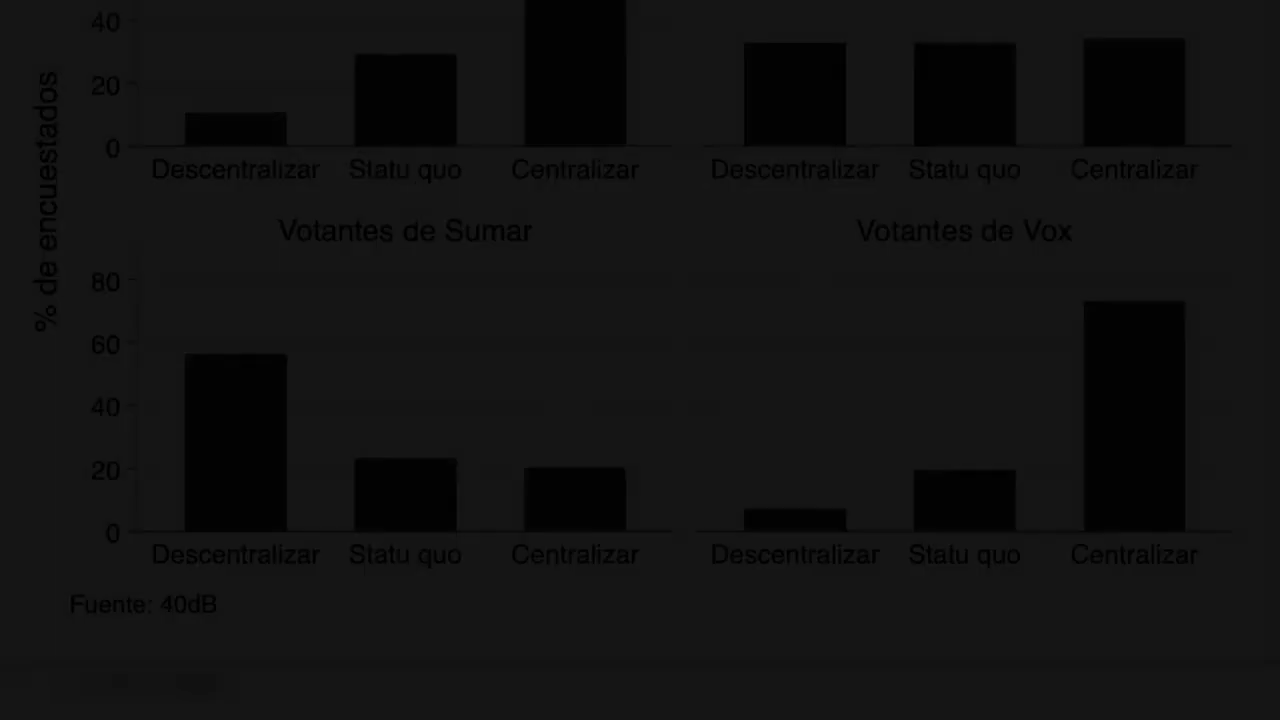 40
20
0
Descentralizar Statu quo Centralizar Descentralizar Statu quo Centralizar
% de encuestados
Votantes de Sumar Votantes de Vox
80
60
40
20
0
Descentralizar Statu quo Centralizar Descentralizar Statu quo Centralizar
Fuente: 40dB